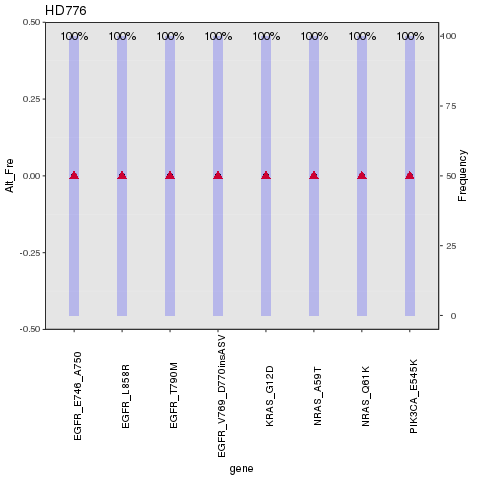 HD776
0.50
0.25
0.00
-0.25
-0.50
Alt_Fre
100% 100% 100% 100% 100% 100% 100% 100%
100
75
50
25
0
Frequency
EGFR_E746_A750
EGFR_L858R
EGFR_T790M
EGFR_V769_D770insASV
KRAS_G12D
NRAS_A59T
NRAS_Q61K
PIK3CA_E545K
gene